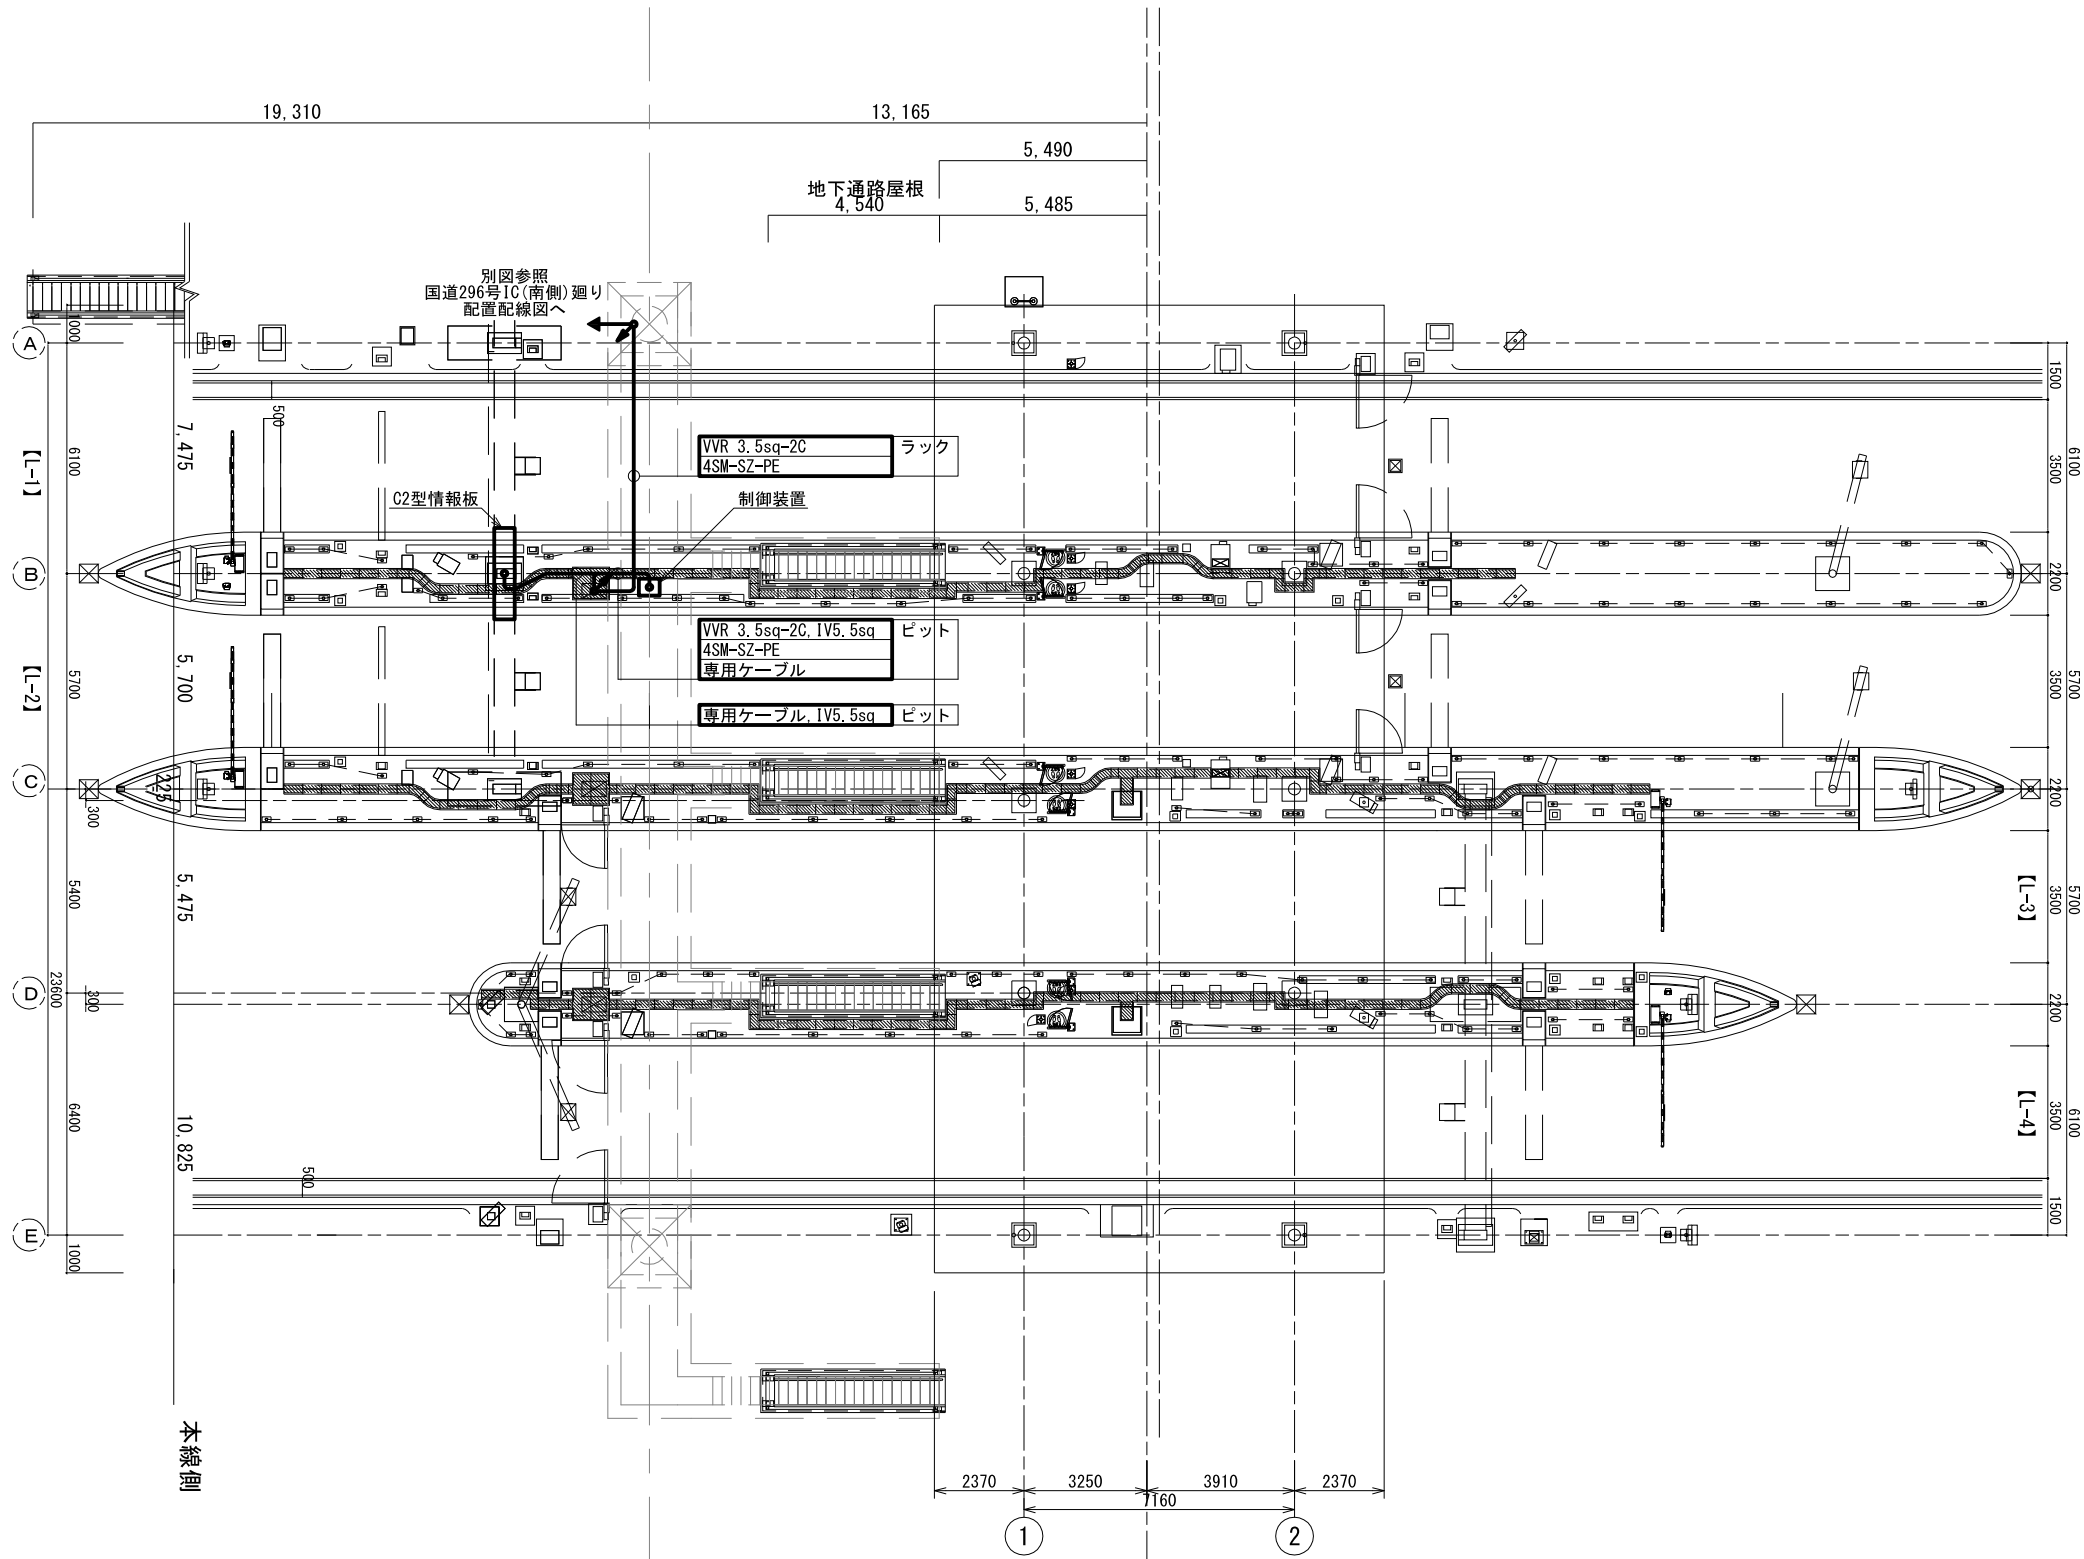 19,310
13,165
5,490
地下通路屋根
4,540
5,485
別図参照
国道296号IC(南側)廻り
配置配線図へ
1000
A
1500
500
7,475
【L-1】
6100
VVR 3.5sq-2C
ラック
4SM-SZ-PE
C2型情報板
制御装置
3500
6100
B
2200
VVR 3.5sq-2C, IV5.5sq
ピット
4SM-SZ-PE
専用ケーブル
専用ケーブル, IV5.5sq
ピット
【L-2】
5700
5,700
3500
5700
C
225
300
2200
5400
5,475
【L-3】
3500
5700
D
23600
300
2200
6400
10,825
【L-4】
3500
6100
500
E
1000
1500
本線側
2370
3250
3910
2370
7160
1
2